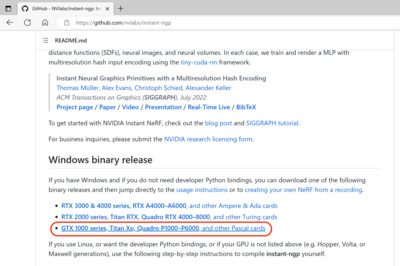 GitHub - NVlabs/instant-ngp: Ins
https://github.com/nvlabs/instant-ngp
README.md
distance functions (SDFs), neural images, and neural volumes. In each case, we train and render a MLP with
multiresolution hash input encoding using the tiny-cuda-nn framework.
Instant Neural Graphics Primitives with a Multiresolution Hash Encoding
Thomas Müller, Alex Evans, Christoph Schied, Alexander Keller
ACM Transactions on Graphics (SIGGRAPH), July 2022
Project page / Paper / Video / Presentation / Real-Time Live / BibTeX
To get started with NVIDIA Instant NeRF, check out the blog post and SIGGRAPH tutorial.
For business inquiries, please submit the NVIDIA research licensing form.
Windows binary release
If you have Windows and if you do not need developer Python bindings, you can download one of the following
binary releases and then jump directly to the usage instructions or to creating your own NeRF from a recording.
• RTX 3000 & 4000 series, RTX A4000–A6000, and other Ampere & Ada cards
• RTX 2000 series, Titan RTX, Quadro RTX 4000–8000, and other Turing cards
• GTX 1000 series, Titan Xp, Quadro P1000–P6000, and other Pascal cards
If you use Linux, or want the developer Python bindings, or if your GPU is not listed above (e.g. Hopper, Volta, or
Maxwell generations), use the following step-by-step instructions to compile instant-ngp yourself.